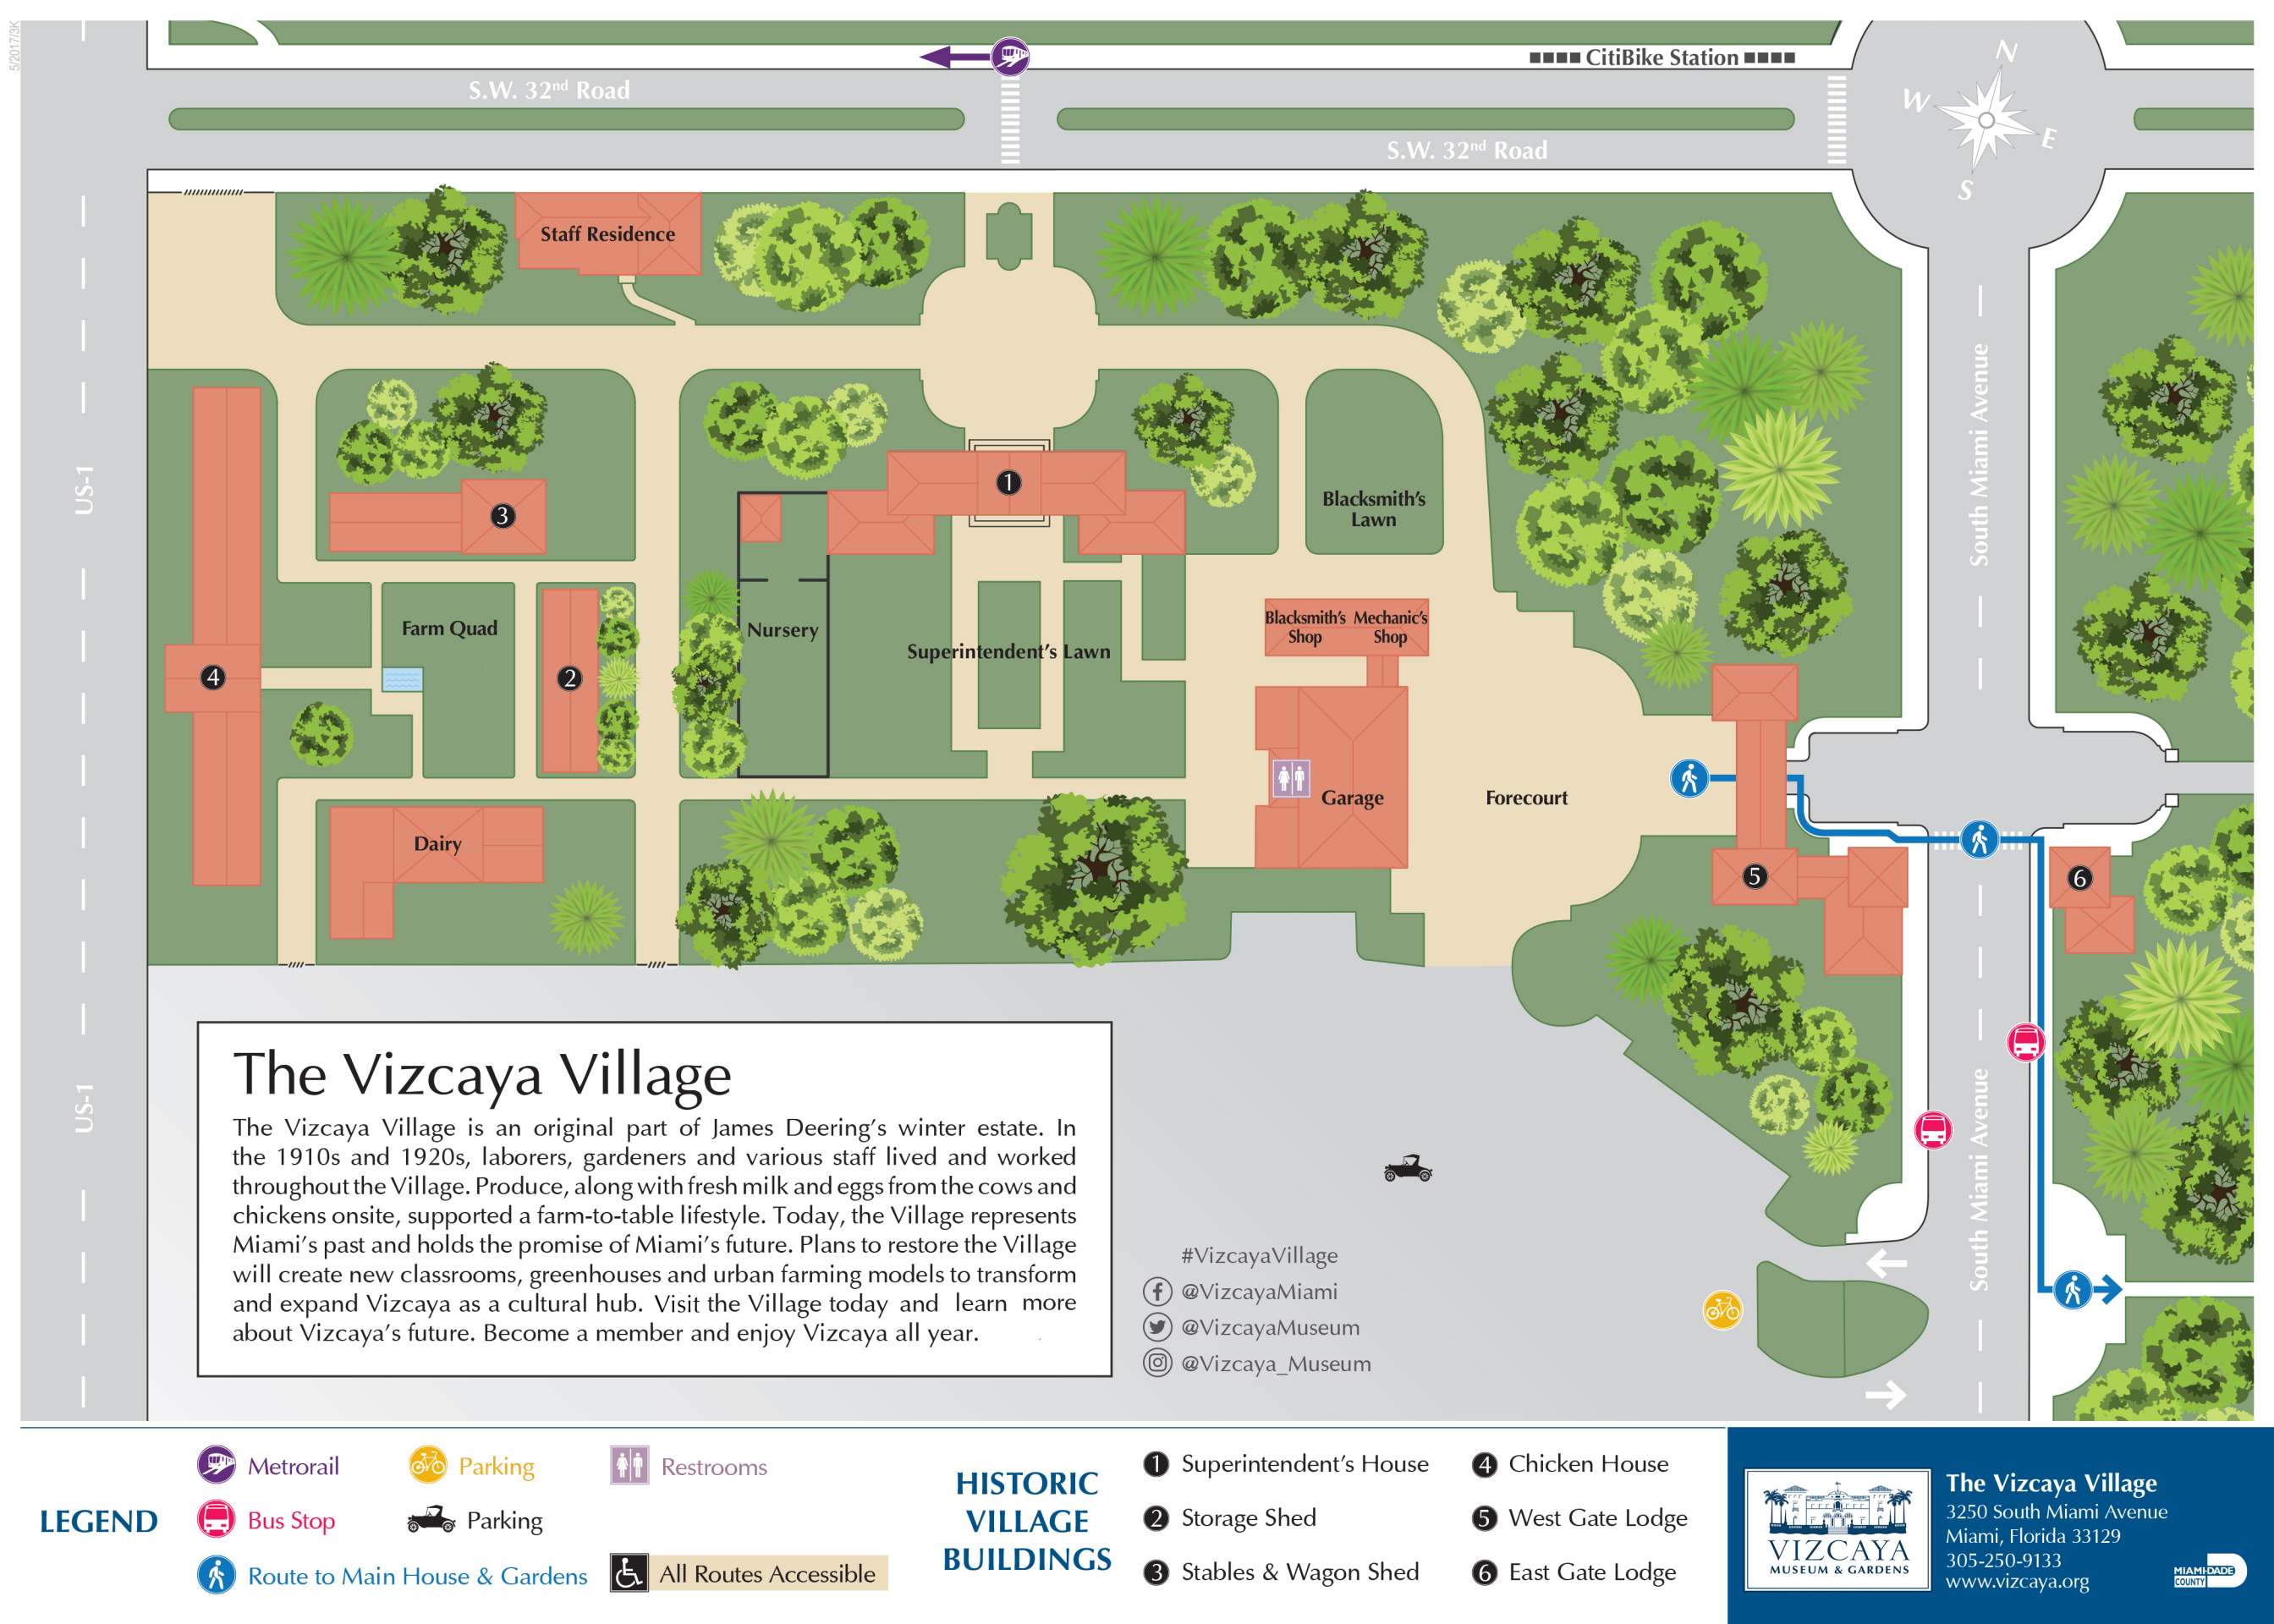 5/2017/3K
CitiBike Station
S.W. 32nd Road
S.W. 32nd Road
N
W
E
S
Staff Residence
US-1
South Miami Avenue
1
3
Blacksmith's
Lawn
Farm Quad
Nursery
Superintendent's Lawn
Blacksmith's
Shop
Mechanic's
Shop
4
2
Garage
Forecourt
Dairy
5
6
US-1
South Miami Avenue
The Vizcaya Village
The Vizcaya Village is an original part of James Deering's winter estate. In
the 1910s and 1920s, laborers, gardeners and various staff lived and worked
throughout the Village. Produce, along with fresh milk and eggs from the cows and
chickens onsite, supported a farm-to-table lifestyle. Today, the Village represents
Miami's past and holds the promise of Miami's future. Plans to restore the Village
will create new classrooms, greenhouses and urban farming models to transform
and expand Vizcaya as a cultural hub. Visit the Village today and learn more
about Vizcaya's future. Become a member and enjoy Vizcaya all year.
#VizcayaVillage
@VizcayaMiami
@VizcayaMuseum
@Vizcaya_Museum
LEGEND
Metrorail
Bus Stop
Route to Main House & Gardens
Parking
Parking
Restrooms
All Routes Accessible
HISTORIC
VILLAGE
BUILDINGS
1 Superintendent's House
2 Storage Shed
3 Stables & Wagon Shed
4 Chicken House
5 West Gate Lodge
6 East Gate Lodge
VIZCAYA
MUSEUM & GARDENS
The Vizcaya Village
3250 South Miami Avenue
Miami, Florida 33129
305-250-9133
www.vizcaya.org
MIAMI-DADE
COUNTY